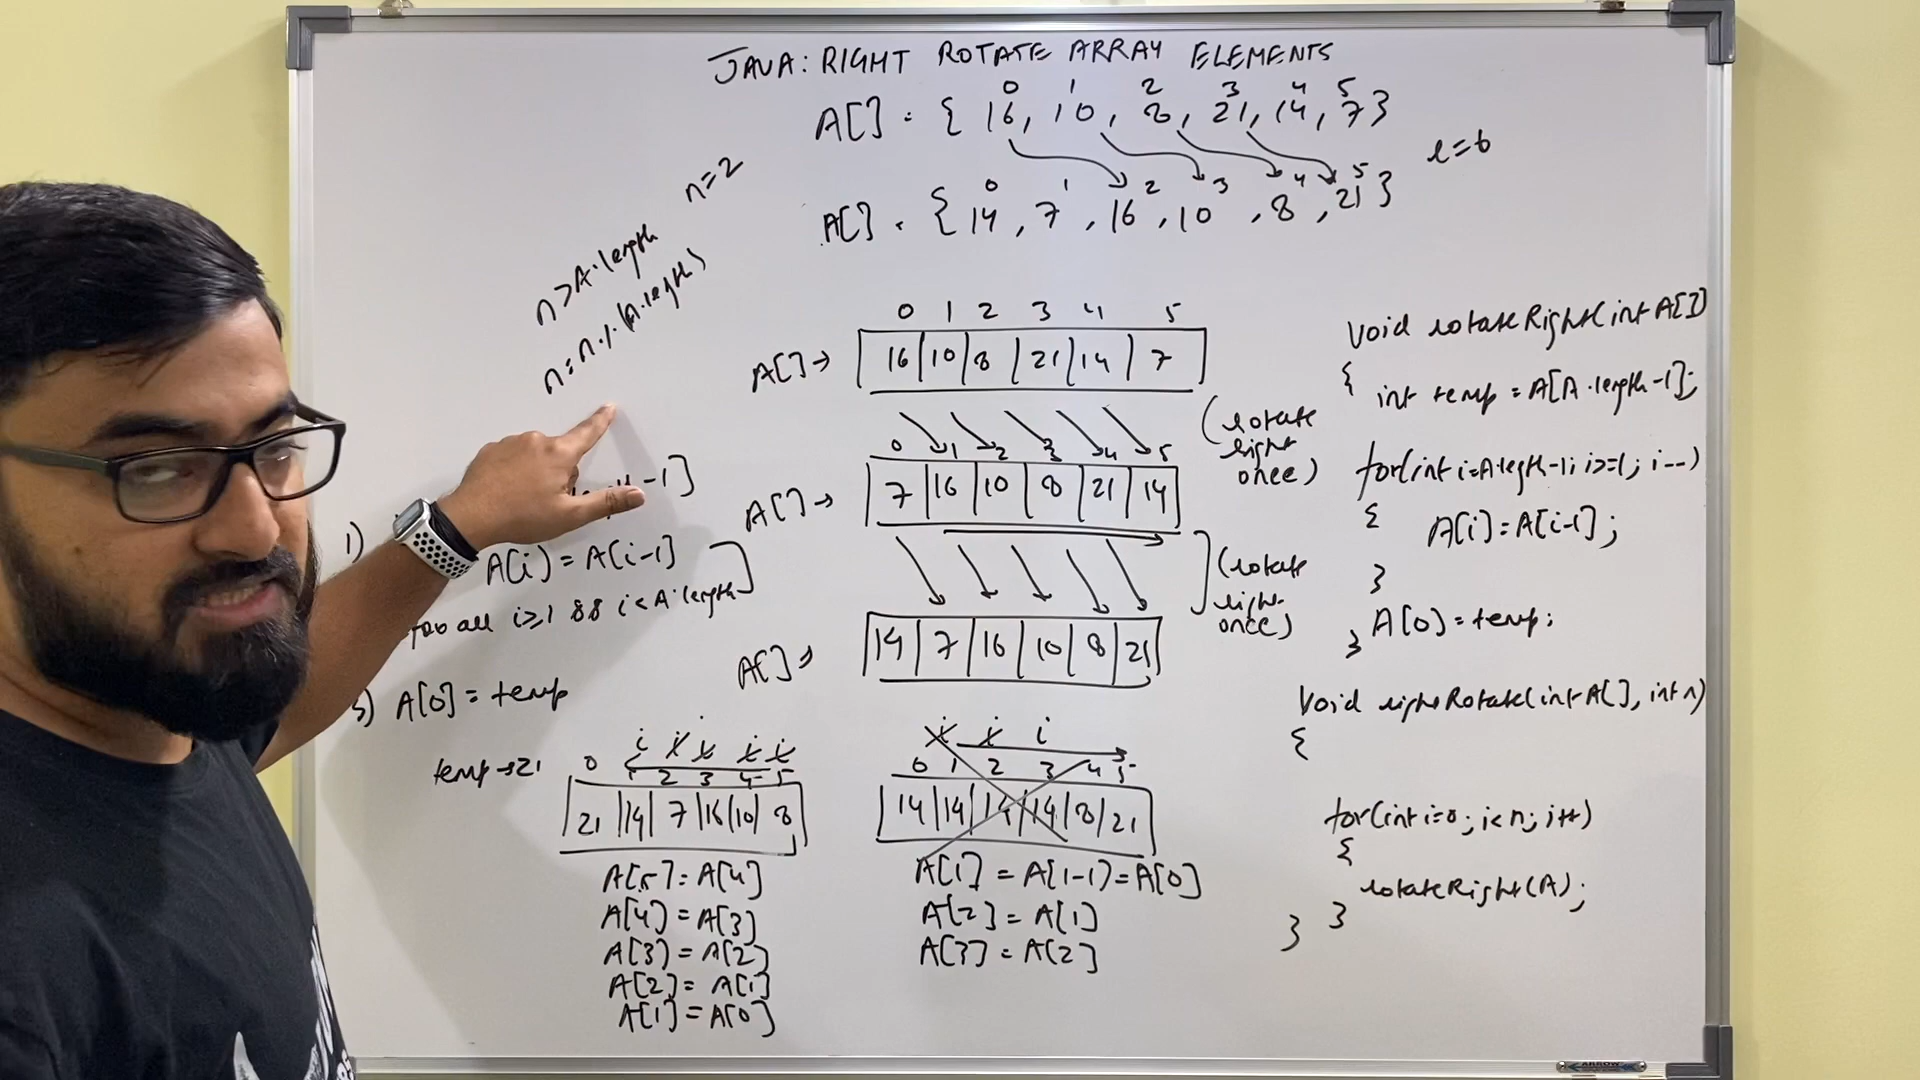 JAVA: RIGHT ROTATE ARRAY ELEMENTS
0 1 2 3 4 5
A[] = { 16, 10, 8, 21, 14, 7}
l=6
0 1 2 3 4 5
A[] = { 14, 7, 16, 10, 8, 21}
n=2
n>A.length
n=n%(A.length)
0 1 2 3 4 5
A[]→ 16 10 8 21 14 7
(rotate
right
once)
0 1 2 3 4 5
A[]→ 7 16 10 8 21 14
(rotate
right
once)
A[]→ 14 7 16 10 8 21
1) -1]
A[i]=A[i-1]
for all i≥1 && i<A.length
3) A[0]=temp
temp→21
i i i i i
0 1 2 3 4 5
21 14 7 16 10 8
A[5]=A[4]
A[4]=A[3]
A[3]=A[2]
A[2]=A[1]
A[1]=A[0]
i i i
0 1 2 3 4 5
14 14 14 14 8 21
A[1]=A[1-1]=A[0]
A[2]=A[1]
A[3]=A[2]
void rotateRight(int A[])
{
int temp=A[A.length-1];
for(int i=A.legth-1; i>=1; i--)
{
A[i]=A[i-1];
}
A[0]=temp;
}
void rightRotate(int A[], int n)
{
for(int i=0; i<n; i++)
{
rotateRight(A);
}
}
ARROW